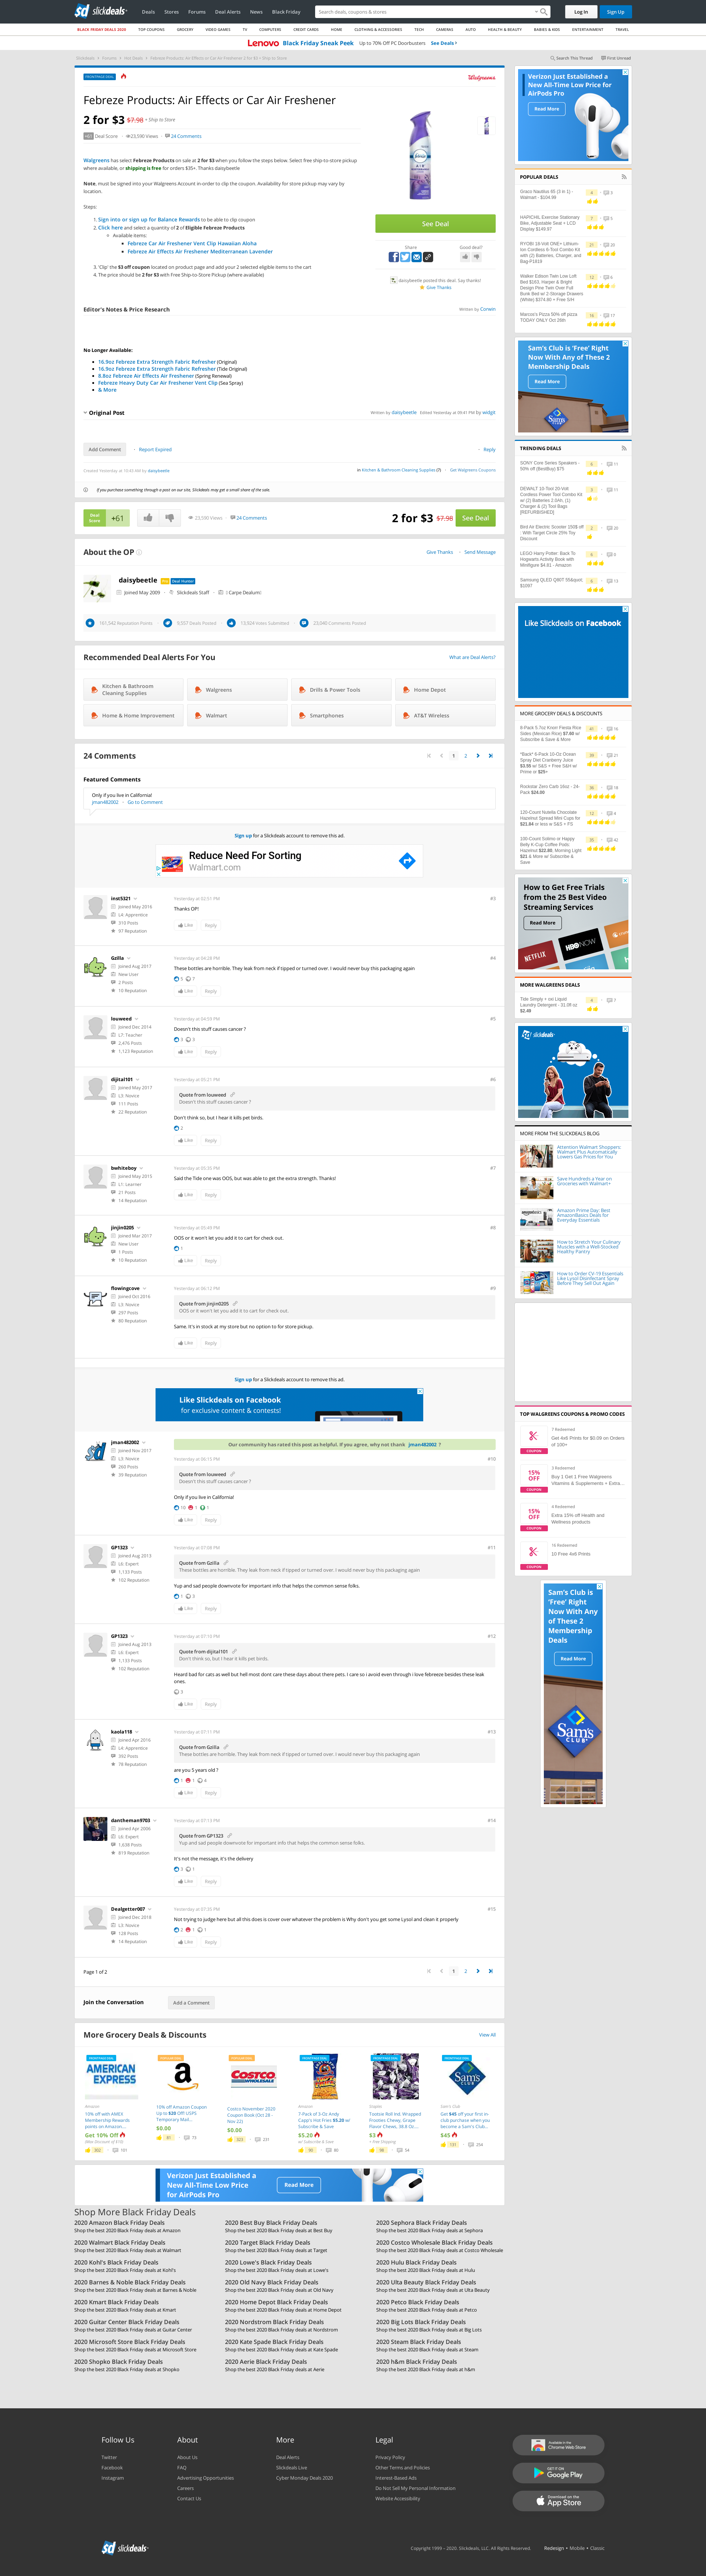 slickdeals
Deals Stores Forums Deal Alerts News Black Friday
Search deals, coupons & stores
Log In
Sign Up
BLACK FRIDAY DEALS 2020 TOP COUPONS GROCERY VIDEO GAMES TV COMPUTERS CREDIT CARDS HOME CLOTHING & ACCESSORIES TECH CAMERAS AUTO HEALTH & BEAUTY BABIES & KIDS ENTERTAINMENT TRAVEL
Lenovo Black Friday Sneak Peek Up to 70% Off PC Doorbusters See Deals
Search This Thread First Unread
FRONTPAGE DEAL
Walgreens
Febreze Products: Air Effects or Car Air Freshener
2 for $3 $7.98 + Ship to Store
+61 Deal Score 23,590 Views 24 Comments
Walgreens has select Febreze Products on sale at 2 for $3 when you follow the steps below. Select free ship-to-store pickup
where available, or shipping is free for orders $35+. Thanks daisybeetle
Note, must be signed into your Walgreens Account in order to clip the coupon. Availability for store pickup may vary by
location.
Steps:
1. Sign into or sign up for Balance Rewards to be able to clip coupon
2. Click here and select a quantity of 2 of Eligible Febreze Products
Available items:
Febreze Car Air Freshener Vent Clip Hawaiian Aloha
Febreze Air Effects Air Freshener Mediterranean Lavender
3. 'Clip' the $3 off coupon located on product page and add 2 selected eligible items to the cart
4. The price should be 2 for $3 with Free Ship-to-Store Pickup (where available)
See Deal
Share
Good deal?
daisybeetle posted this deal. Say thanks!
Give Thanks
Editor's Notes & Price Research
Written by Corwin
No Longer Available:
16.9oz Febreze Extra Strength Fabric Refresher (Original)
16.9oz Febreze Extra Strength Fabric Refresher (Tide Original)
8.8oz Febreze Air Effects Air Freshener (Spring Renewal)
Febreze Heavy Duty Car Air Freshener Vent Clip (Sea Spray)
& More
Original Post
Written by daisybeetle Edited Yesterday at 09:41 PM by widgit
Add Comment
Report Expired
Reply
Created Yesterday at 10:43 AM by daisybeetle
in Kitchen & Bathroom Cleaning Supplies (7) Get Walgreens Coupons
If you purchase something through a post on our site, Slickdeals may get a small share of the sale.
Deal
Score
+61
23,590 Views 24 Comments
2 for $3 $7.98 See Deal
About the OP
Give Thanks Send Message
daisybeetle Pro Deal Hunter
Joined May 2009 Slickdeals Staff : Carpe Dealum::
161,542 Reputation Points 9,337 Deals Posted 13,924 Votes Submitted 23,040 Comments Posted
Recommended Deal Alerts For You
What are Deal Alerts?
Kitchen & Bathroom
Cleaning Supplies
Walgreens
Drills & Power Tools
Home Depot
Home & Home Improvement
Walmart
Smartphones
AT&T Wireless
24 Comments
1 2
Featured Comments
Only if you live in California!
jman482002 Go to Comment
Sign up for a Slickdeals account to remove this ad.
Reduce Need For Sorting
Walmart.com
inst5321
Joined May 2016
L4: Apprentice
310 Posts
97 Reputation
Yesterday at 02:57 PM
#3
Thanks OP!
Like Reply
Gzilla
Joined Aug 2017
New User
2 Posts
10 Reputation
Yesterday at 04:28 PM
#4
These bottles are horrible. They leak from neck if tipped or turned over. I would never buy this packaging again
5 7
Like Reply
louweed
Joined Dec 2014
L7: Teacher
2,476 Posts
1,123 Reputation
Yesterday at 04:59 PM
#5
Doesn't this stuff causes cancer ?
3 3
Like Reply
dijital101
Joined May 2017
L3: Novice
111 Posts
22 Reputation
Yesterday at 05:21 PM
#6
Quote from louweed
Doesn't this stuff causes cancer ?
Don't think so, but I hear it kills pet birds.
2
Like Reply
bwhiteboy
Joined May 2015
L1: Learner
21 Posts
14 Reputation
Yesterday at 05:35 PM
#7
Said the Tide one was OOS, but was able to get the extra strength. Thanks!
Like Reply
jinjin0205
Joined Mar 2017
New User
1 Posts
10 Reputation
Yesterday at 05:49 PM
#8
OOS or it won't let you add it to cart for check out.
1
Like Reply
flowingcove
Joined Oct 2016
L3: Novice
297 Posts
80 Reputation
Yesterday at 06:12 PM
#9
Quote from jinjin0205
OOS or it won't let you add it to cart for check out.
Same. It's in stock at my store but no option to for store pickup.
Like Reply
Sign up for a Slickdeals account to remove this ad.
Like Slickdeals on Facebook
for exclusive content & contests!
jman482002
Joined Nov 2017
L3: Novice
260 Posts
39 Reputation
Our community has rated this post as helpful. If you agree, why not thank jman482002 ?
Yesterday at 06:15 PM
#10
Quote from louweed
Doesn't this stuff causes cancer ?
Only if you live in California!
Like Reply
GP1323
Joined Aug 2013
L6: Expert
1,133 Posts
102 Reputation
Yesterday at 07:08 PM
#11
Quote from Gzilla
These bottles are horrible. They leak from neck if tipped or turned over. I would never buy this packaging again
Yup and sad people downvote for important info that helps the common sense folks.
1 3
Like Reply
GP1323
Joined Aug 2013
L6: Expert
1,133 Posts
102 Reputation
Yesterday at 07:10 PM
#12
Quote from dijital101
Don't think so, but I hear it kills pet birds.
Heard bad for cats as well but hell most most dont care these days about there pets. I care so i avoid even through i love febreeze besides these leak
ones.
3
Like Reply
kaola118
Joined Apr 2016
L4: Apprentice
392 Posts
78 Reputation
Yesterday at 07:11 PM
#13
Quote from Gzilla
These bottles are horrible. They leak from neck if tipped or turned over. I would never buy this packaging again
are you 5 years old ?
Like Reply
dantheman9703
Joined Apr 2006
L6: Expert
1,638 Posts
819 Reputation
Yesterday at 07:13 PM
#14
Quote from GP1323
Yup and sad people downvote for important info that helps the common sense folks.
It's not the message, it's the delivery
3 1
Like Reply
Dealgetter007
Joined Dec 2018
L3: Novice
128 Posts
14 Reputation
Yesterday at 07:35 PM
#15
Not trying to judge here but all this does is cover over whatever the problem is Why don't you get some Lysol and clean it properly
Like Reply
Page 1 of 2
1 2
Join the Conversation
Add a Comment
More Grocery Deals & Discounts
View All
AMERICAN
EXPRESS
10% off with AMEX
Membership Rewards
points on Amazon....
Get 10% Off
10% off Amazon Coupon
Up to $20 Off USPS
Temporary Mail...
$0.00
COSTCO
WHOLESALE
Costco November 2020
Coupon Book (Oct 28 -
Nov 22)
$0.00
7-Pack of 3-Oz Andy
Capp's Hot Fries $5.20 w/
Subscribe & Save
$5.20
Tootsie Roll Ind. Wrapped
Frooties Chewy, Grape
Flavor Chews, 38.8 Oz...
$3
Sam's Club
Get $45 off your first in-
club purchase when you
become a Sam's Club...
$45
Verizon Just Established a
New All-Time Low Price
for AirPods Pro
Read More
Shop More Black Friday Deals
2020 Amazon Black Friday Deals
Shop the best 2020 Black Friday deals at Amazon
2020 Best Buy Black Friday Deals
Shop the best 2020 Black Friday deals at Best Buy
2020 Sephora Black Friday Deals
Shop the best 2020 Black Friday deals at Sephora
2020 Walmart Black Friday Deals
Shop the best 2020 Black Friday deals at Walmart
2020 Target Black Friday Deals
Shop the best 2020 Black Friday deals at Target
2020 Costco Wholesale Black Friday Deals
Shop the best 2020 Black Friday deals at Costco Wholesale
2020 Kohl's Black Friday Deals
Shop the best 2020 Black Friday deals at Kohl's
2020 Lowe's Black Friday Deals
Shop the best 2020 Black Friday deals at Lowe's
2020 Hulu Black Friday Deals
Shop the best 2020 Black Friday deals at Hulu
2020 Barnes & Noble Black Friday Deals
Shop the best 2020 Black Friday deals at Barnes & Noble
2020 Old Navy Black Friday Deals
Shop the best 2020 Black Friday deals at Old Navy
2020 Ulta Beauty Black Friday Deals
Shop the best 2020 Black Friday deals at Ulta Beauty
2020 Kmart Black Friday Deals
Shop the best 2020 Black Friday deals at Kmart
2020 Home Depot Black Friday Deals
Shop the best 2020 Black Friday deals at Home Depot
2020 Petco Black Friday Deals
Shop the best 2020 Black Friday deals at Petco
2020 Guitar Center Black Friday Deals
Shop the best 2020 Black Friday deals at Guitar Center
2020 Nordstrom Black Friday Deals
Shop the best 2020 Black Friday deals at Nordstrom
2020 Big Lots Black Friday Deals
Shop the best 2020 Black Friday deals at Big Lots
2020 Microsoft Store Black Friday Deals
Shop the best 2020 Black Friday deals at Microsoft Store
2020 Kate Spade Black Friday Deals
Shop the best 2020 Black Friday deals at Kate Spade
2020 Steam Black Friday Deals
Shop the best 2020 Black Friday deals at Steam
2020 Shopko Black Friday Deals
Shop the best 2020 Black Friday deals at Shopko
2020 Aerie Black Friday Deals
Shop the best 2020 Black Friday deals at Aerie
2020 h&m Black Friday Deals
Shop the best 2020 Black Friday deals at h&m
Verizon Just Established a
New All-Time Low Price for
AirPods Pro
Read More
POPULAR DEALS
Graco Nautilus 65 (3 in 1) -
Walmart - $104.98
HAPICHIL Exercise Stationary
Bike, Adjustable Seat + LCD
Display $149.97
RYOBI 18-Volt ONE+ Lithium-
Ion Cordless 6-Tool Combo Kit
with (2) Batteries, Charger, and
Bag-P1819
Walker Edison Twin Low Loft
Bed $183, Harper & Bright
Design Pine Twin Over Full
Bunk Bed w/ 2-Storage Drawers
(White) $274.80 + Free S/H
Marcos's Pizza 50% off pizza
TODAY ONLY Oct 26th
Sam's Club is 'Free' Right
Now With Any of These 2
Membership Deals
Read More
TRENDING DEALS
SONY Core Series Speakers -
50% off (BestBuy) $75
DEWALT 10-Tool 20-Volt
Cordless Power Tool Combo Kit
w/ (2) Batteries 2.0Ah, (1)
Charger & (2) Tool Bags
[REFURBISHED]
Bird Air Electric Scooter 150$ off
- With Target Circle 25% Toy
Discount
LEGO Harry Potter: Back To
Hogwarts Activity Book with
Minifigure $4.81 - Amazon
Samsung QLED Q90T 55&quot;
$1097
Like Slickdeals on Facebook
MORE GROCERY DEALS & DISCOUNTS
8-Pack 5.7oz Knorr Fiesta Rice
Sides (Mexican Rice) $7.60 w/
Subscribe & Save & More
*Back* 6-Pack 10-Oz Ocean
Spray Diet Cranberry Juice
$3.59 w/ S&S + Free S&H w/
Prime or $25+
Rockstar Zero Carb 16oz - 24-
Pack $24.00
120-Count Nutella Chocolate
Hazelnut Spread Mini Cups for
$21.84 or less w S&S + FS
100-Count Solimo or Happy
Belly K-Cup Coffee Pods:
Hazelnut $22.80, Morning Light
$21 & More w/ Subscribe &
Save
How to Get Free Trials
from the 25 Best Video
Streaming Services
Read More
NETFLIX
HBO NOW
MORE WALGREENS DEALS
Tide Simply + oxi Liquid
Laundry Detergent - 31.0fl oz
$2.49
slickdeals
MORE FROM THE SLICKDEALS BLOG
Attention Walmart Shoppers:
Walmart Plus Automatically
Lowers Gas Prices for You
Save Hundreds a Year on
Groceries with Walmart+
Amazon Prime Day: Best
AmazonBasics Deals for
Everyday Essentials
How to Stretch Your Culinary
Muscles with a Well-Stocked
Healthy Pantry
How to Order CV-19 Essentials
Like Lysol Disinfectant Spray
Before They Sell Out Again
TOP WALGREENS COUPONS & PROMO CODES
COUPON
7 Redeemed
Get 4x6 Prints for $0.09 on Orders
of 100+
15%
OFF
COUPON
3 Redeemed
Buy 1 Get 1 Free Walgreens
Vitamins & Supplements + Extra...
15%
OFF
COUPON
4 Redeemed
Extra 15% off Health and
Wellness products
COUPON
16 Redeemed
10 Free 4x6 Prints
Sam's Club is
'Free' Right
Now With Any
of These 2
Membership
Deals
Read More
Sam's
CLUB
Follow Us
Twitter
Facebook
Instagram
About
About Us
FAQ
Advertising Opportunities
Careers
Contact Us
More
Deal Alerts
Slickdeals Live
Cyber Monday Deals 2020
Legal
Privacy Policy
Other Terms and Policies
Interest-Based Ads
Do Not Sell My Personal Information
Website Accessibility
Available in the
Chrome Web Store
GET IT ON
Google Play
Download on the
App Store
slickdeals
Copyright 1999 - 2020. Slickdeals, LLC. All Rights Reserved. Redesign • Mobile • Classic